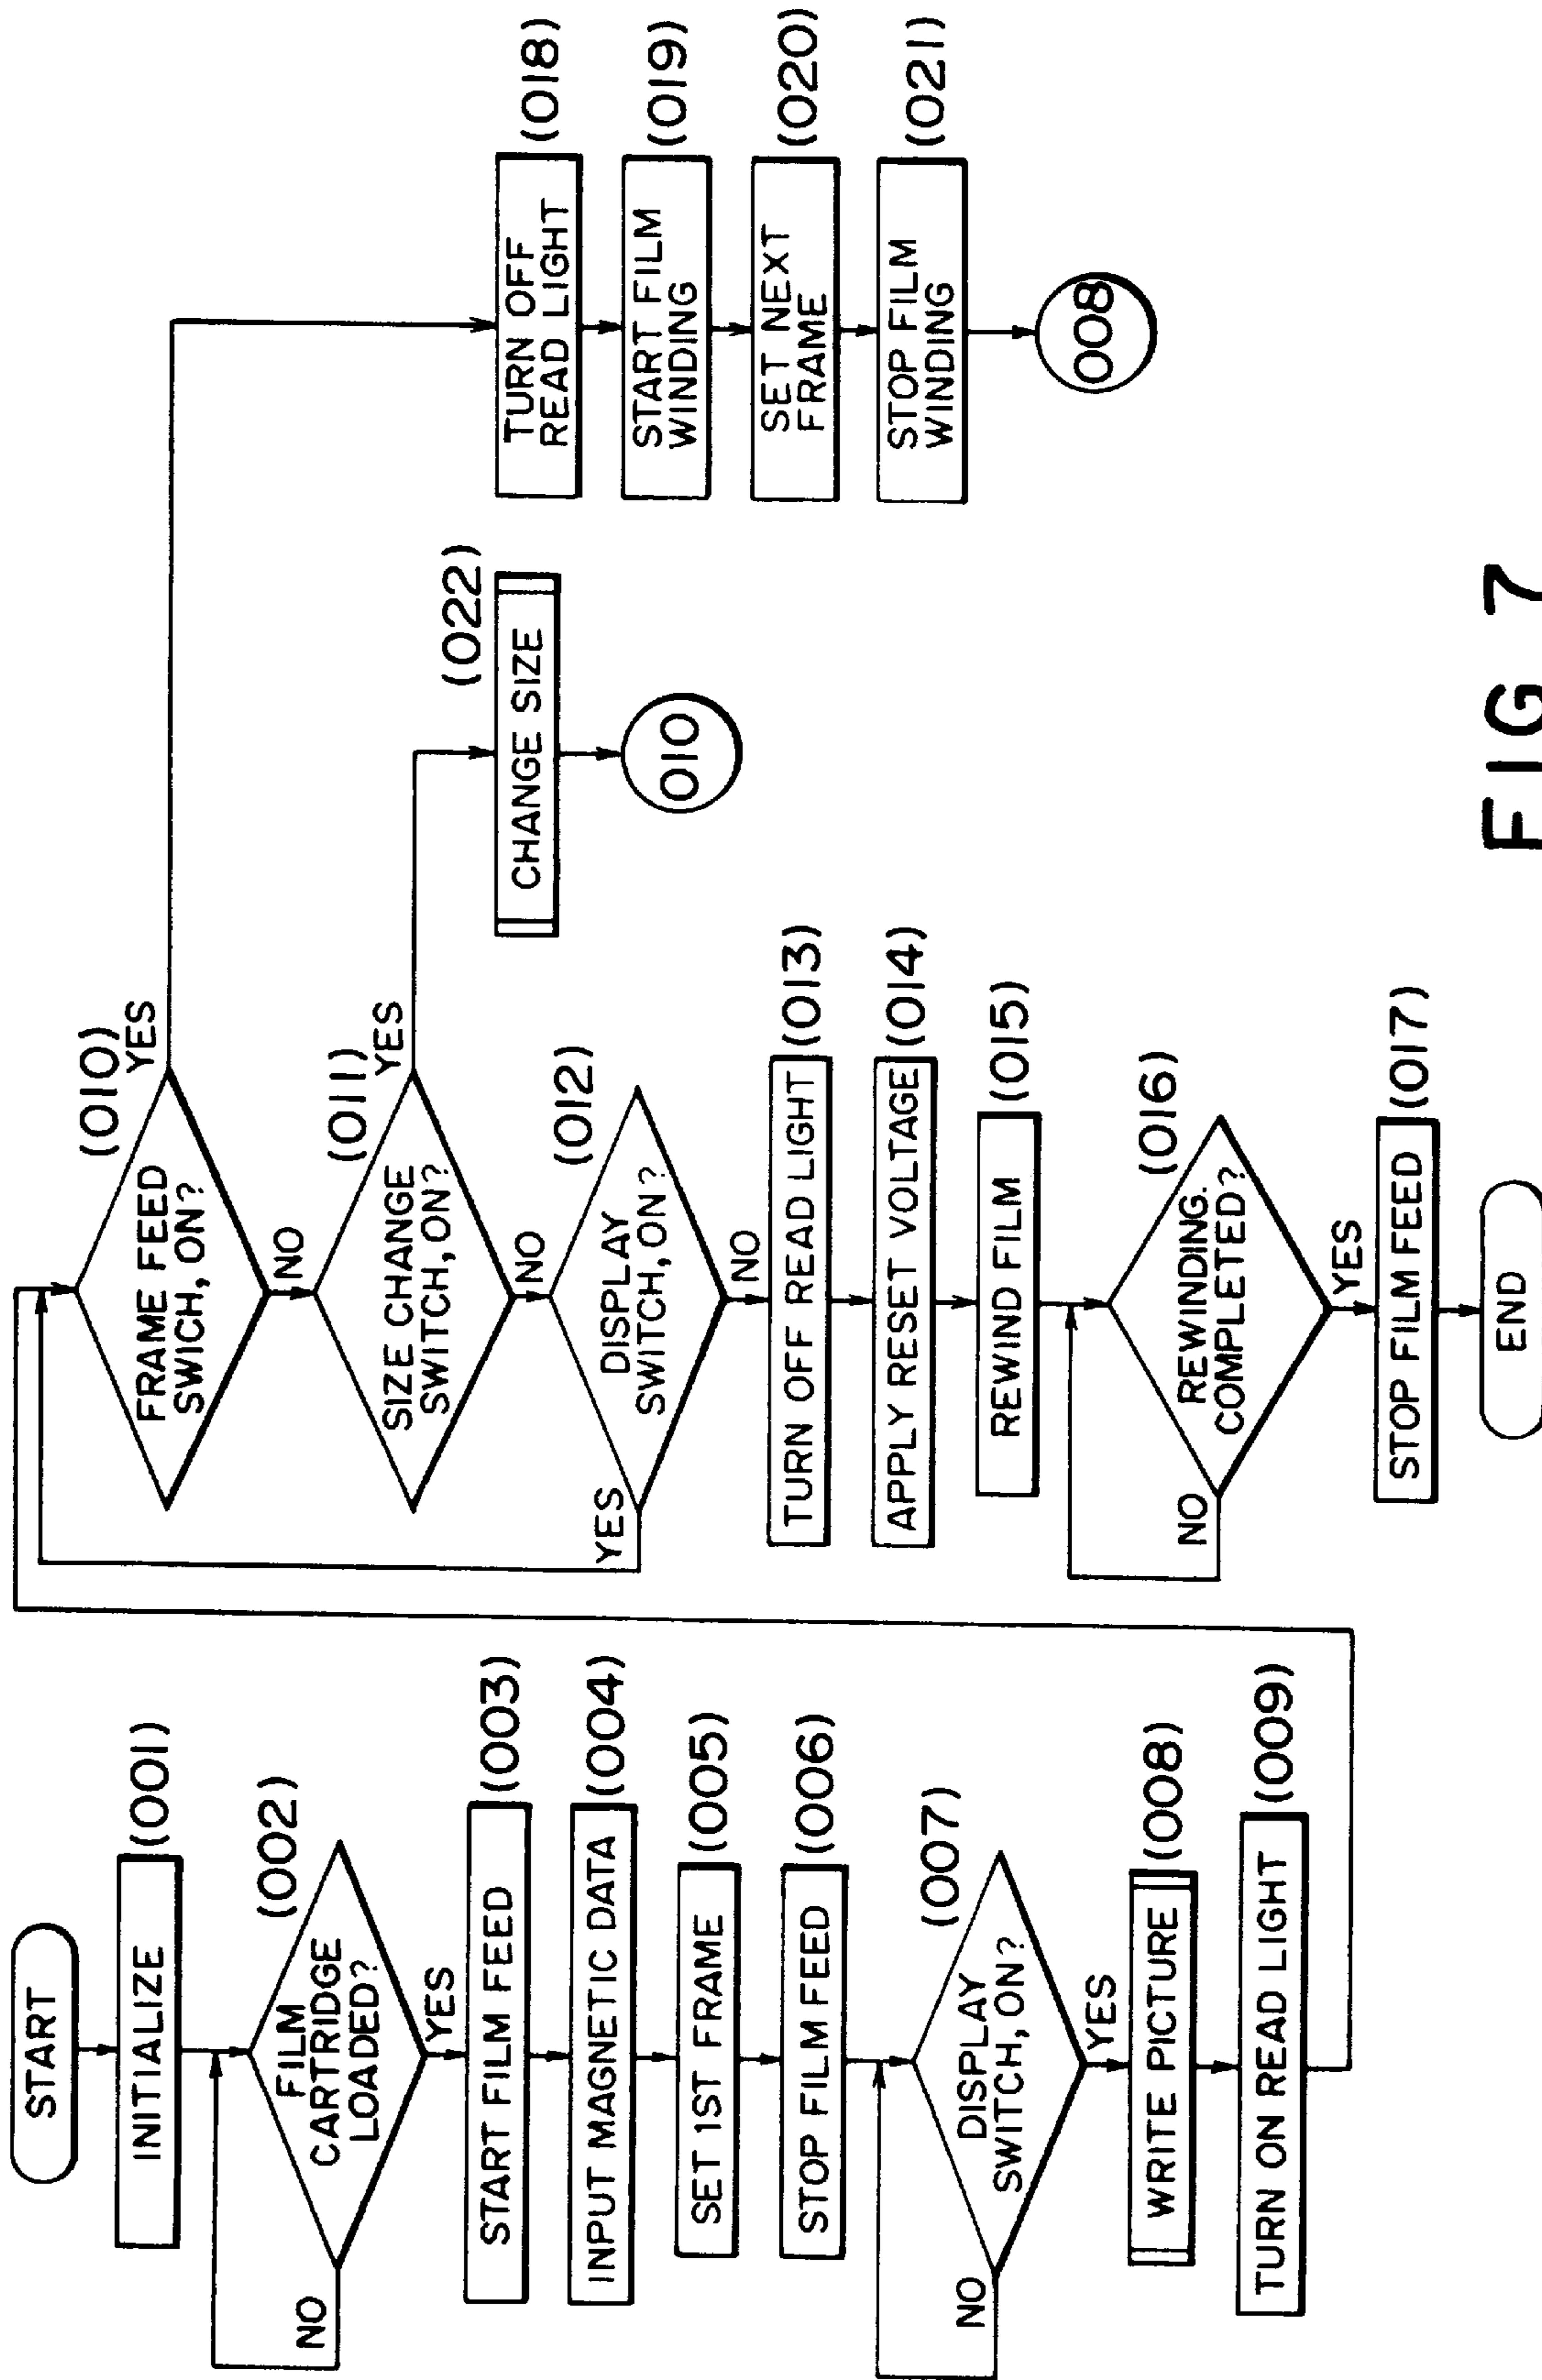 START
INITIALIZE
(001)
FILM
CARTRIDGE
LOADED?
(002)
NO
YES
START FILM FEED
(003)
INPUT MAGNETIC DATA
(004)
SET 1ST FRAME
(005)
STOP FILM FEED
(006)
DISPLAY
SWITCH, ON?
(007)
NO
YES
WRITE PICTURE
(008)
TURN ON READ LIGHT
(009)
FRAME FEED
SWICH, ON?
(010)
YES
NO
SIZE CHANGE
SWITCH, ON?
(011)
YES
NO
DISPLAY
SWITCH, ON?
(012)
YES
NO
TURN OFF READ LIGHT
(013)
APPLY RESET VOLTAGE
(014)
REWIND FILM
(015)
REWINDING.
COMPLETED?
(016)
NO
YES
STOP FILM FEED
(017)
END
CHANGE SIZE
(022)
010
TURN OFF
READ LIGHT
(018)
START FILM
WINDING
(019)
SET NEXT
FRAME
(020)
STOP FILM
WINDING
(021)
008
FIG 7